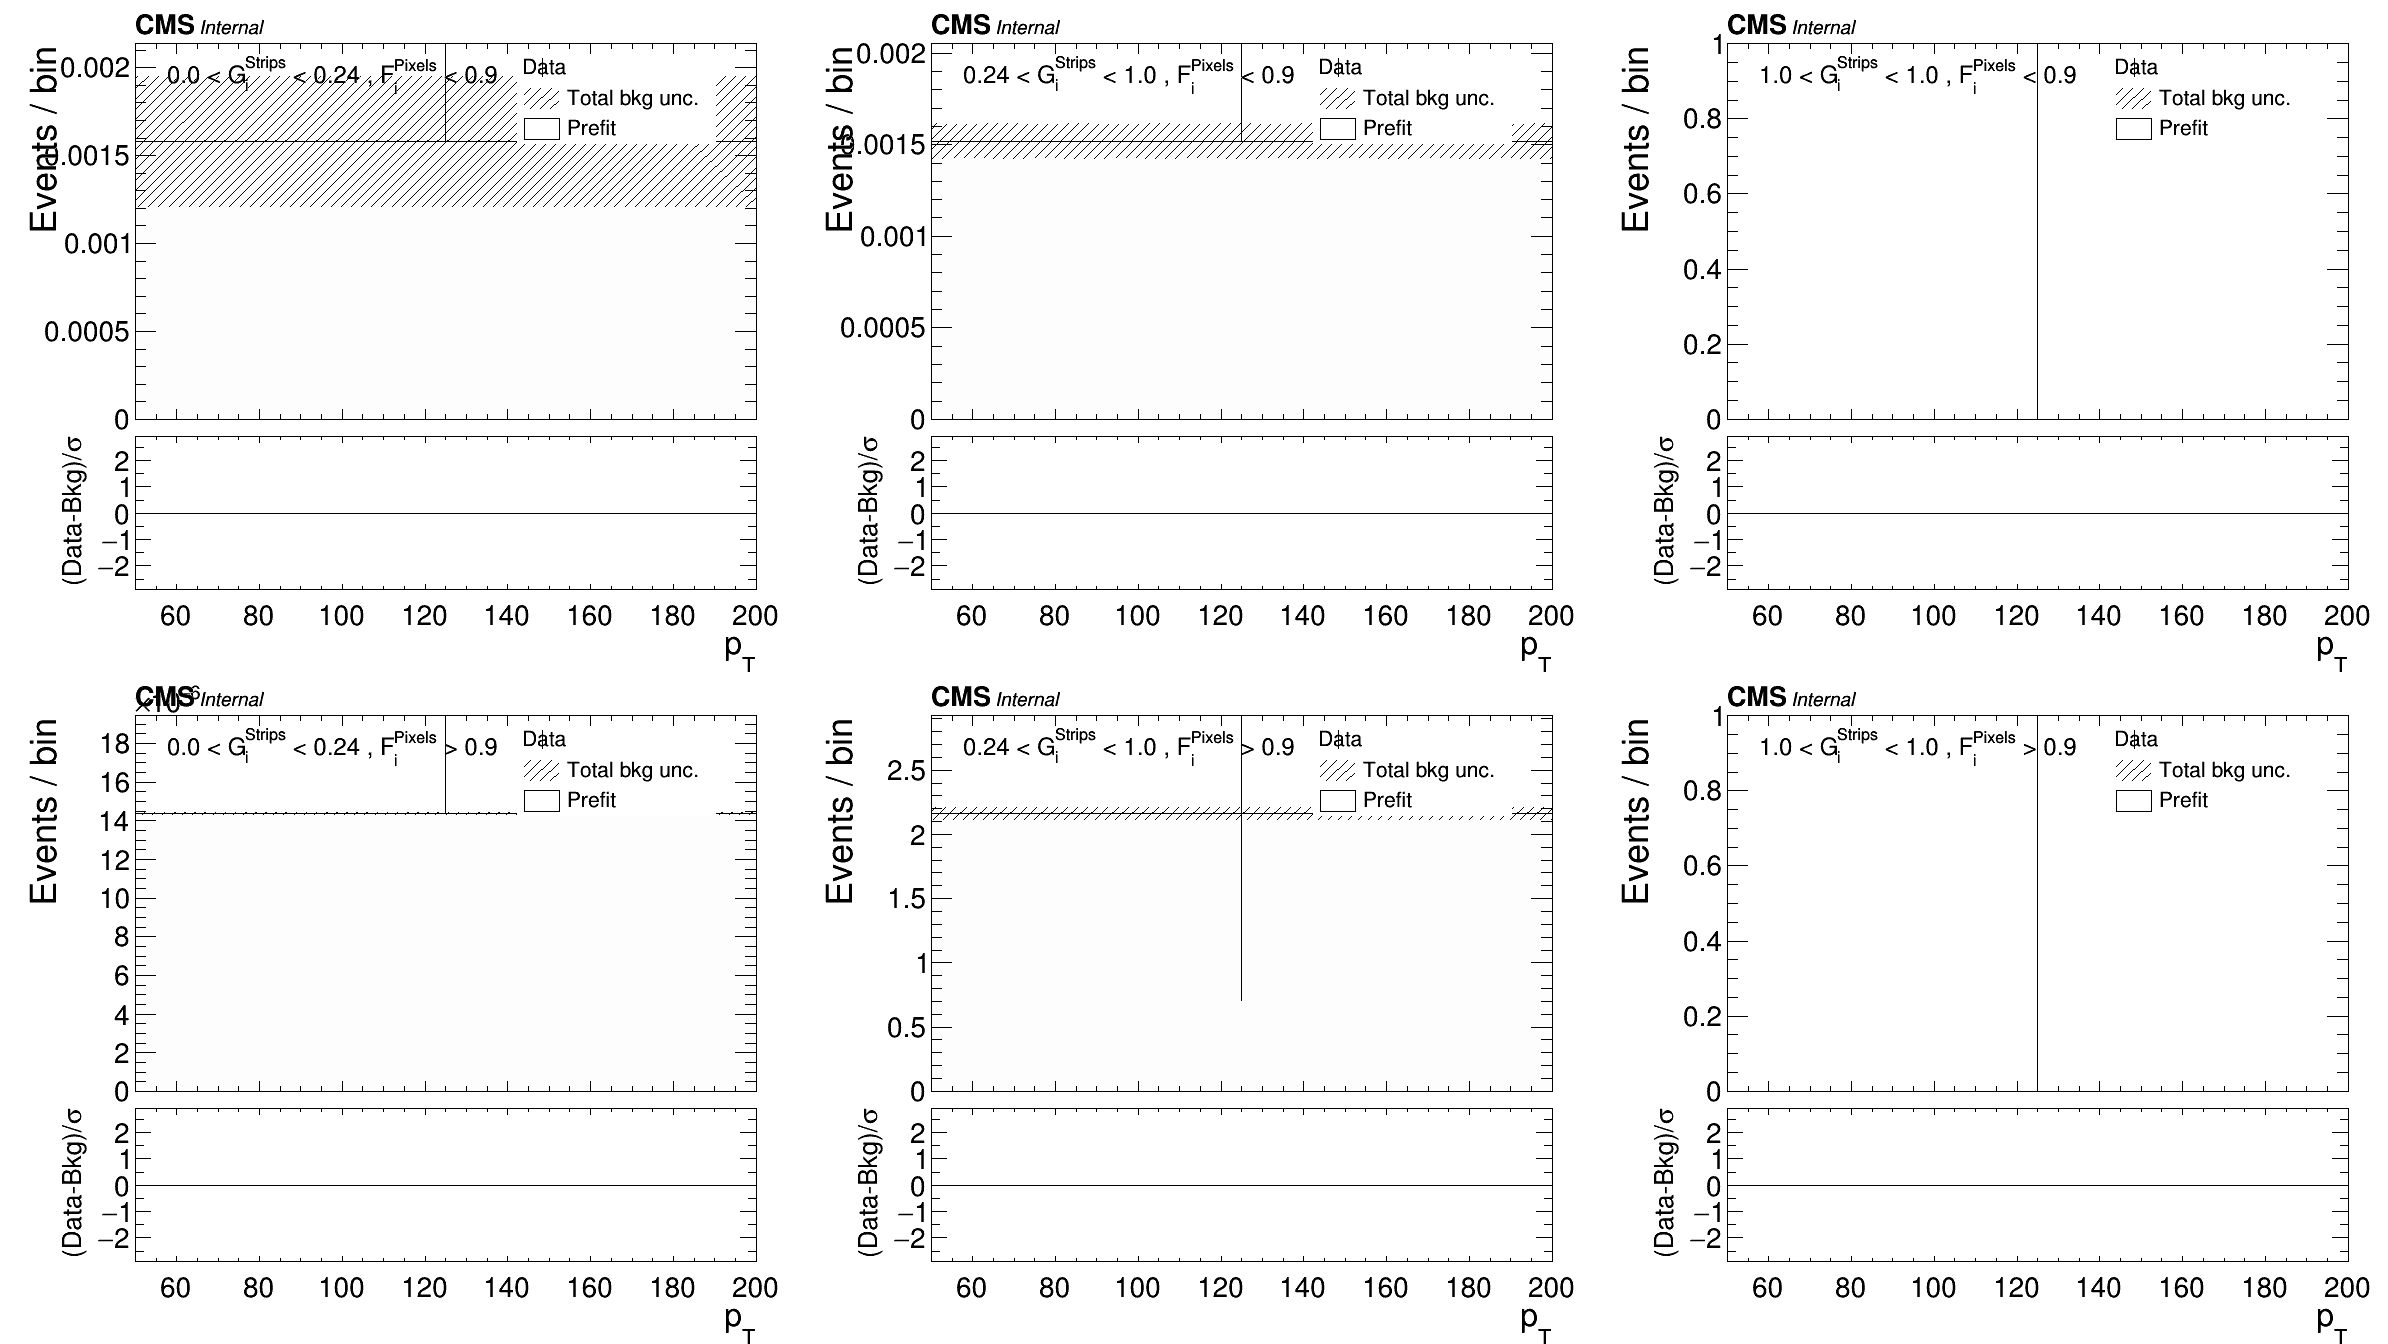 CMS Internal
0.0 < G_i^Strips < 0.24 , F_i^Pixels < 0.9
Data
Total bkg unc.
Prefit
Events / bin
0.002
0.0015
0.001
0.0005
0
(Data-Bkg)/σ
2
1
0
−1
−2
60 80 100 120 140 160 180 200
p_T
CMS Internal
0.24 < G_i^Strips < 1.0 , F_i^Pixels < 0.9
Data
Total bkg unc.
Prefit
Events / bin
0.002
0.0015
0.001
0.0005
0
(Data-Bkg)/σ
2
1
0
−1
−2
60 80 100 120 140 160 180 200
p_T
CMS Internal
1.0 < G_i^Strips < 1.0 , F_i^Pixels < 0.9
Data
Total bkg unc.
Prefit
Events / bin
1
0.8
0.6
0.4
0.2
0
(Data-Bkg)/σ
2
1
0
−1
−2
60 80 100 120 140 160 180 200
p_T
CMS Internal
×10^−6
0.0 < G_i^Strips < 0.24 , F_i^Pixels > 0.9
Data
Total bkg unc.
Prefit
Events / bin
18
16
14
12
10
8
6
4
2
0
(Data-Bkg)/σ
2
1
0
−1
−2
60 80 100 120 140 160 180 200
p_T
CMS Internal
0.24 < G_i^Strips < 1.0 , F_i^Pixels > 0.9
Data
Total bkg unc.
Prefit
Events / bin
2.5
2
1.5
1
0.5
0
(Data-Bkg)/σ
2
1
0
−1
−2
60 80 100 120 140 160 180 200
p_T
CMS Internal
1.0 < G_i^Strips < 1.0 , F_i^Pixels > 0.9
Data
Total bkg unc.
Prefit
Events / bin
1
0.8
0.6
0.4
0.2
0
(Data-Bkg)/σ
2
1
0
−1
−2
60 80 100 120 140 160 180 200
p_T